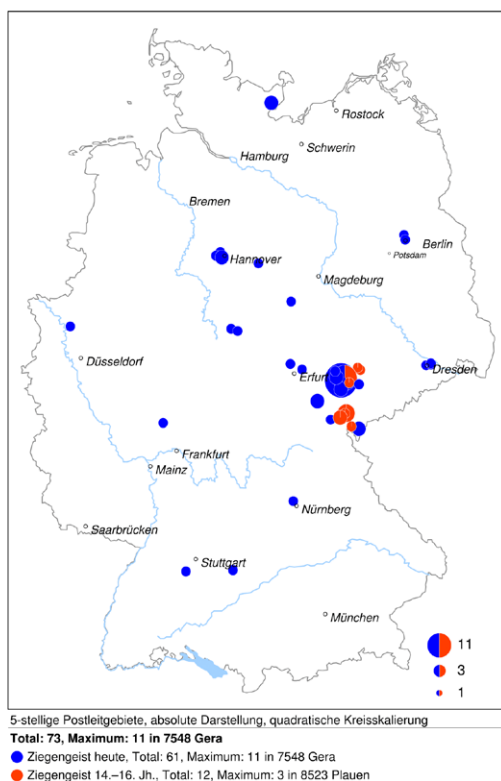 Rostock
Schwerin
Hamburg
Bremen
Berlin
Potsdam
Hannover
Magdeburg
Düsseldorf
Erfurt
Dresden
Frankfurt
Mainz
Nürnberg
Saarbrücken
Stuttgart
München
11
3
1
5-stellige Postleitgebiete, absolute Darstellung, quadratische Kreisskalierung
Total: 73, Maximum: 11 in 7548 Gera
Ziegengeist heute, Total: 61, Maximum: 11 in 7548 Gera
Ziegengeist 14.–16. Jh., Total: 12, Maximum: 3 in 8523 Plauen